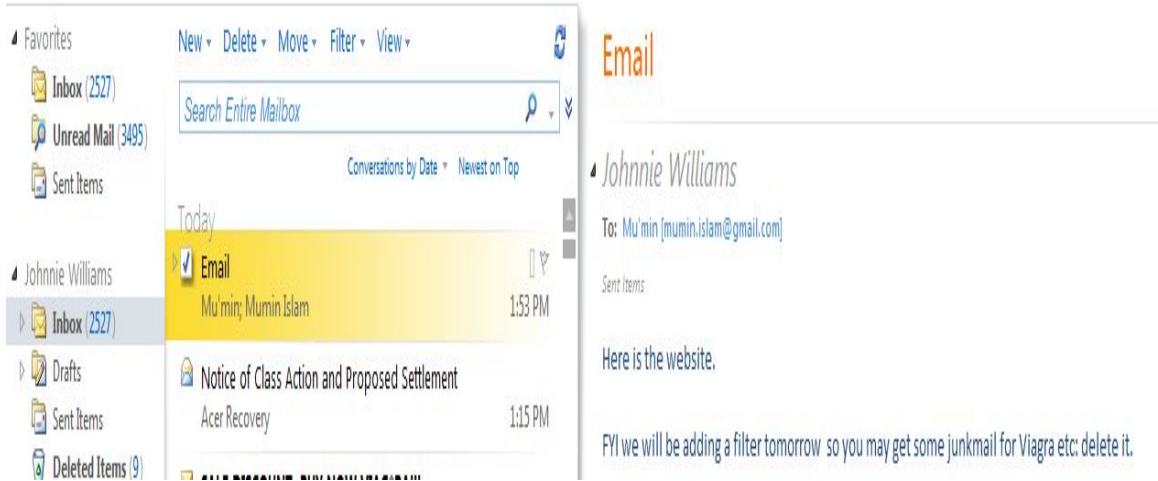 Favorites
Inbox (2527)
Unread Mail (3495)
Sent Items
Johnnie Williams
Inbox (2527)
Drafts
Sent Items
Deleted Items (9)
New Delete Move Filter View
Search Entire Mailbox
Conversations by Date Newest on Top
Today
Email
Mu'min; Mumin Islam 1:53 PM
Notice of Class Action and Proposed Settlement
Acer Recovery 1:15 PM
Email
Johnnie Williams
To: Mu'min [mumin.islam@gmail.com]
Sent Items
Here is the website.
FYI we will be adding a filter tomorrow so you may get some junkmail for Viagra etc: delete it.